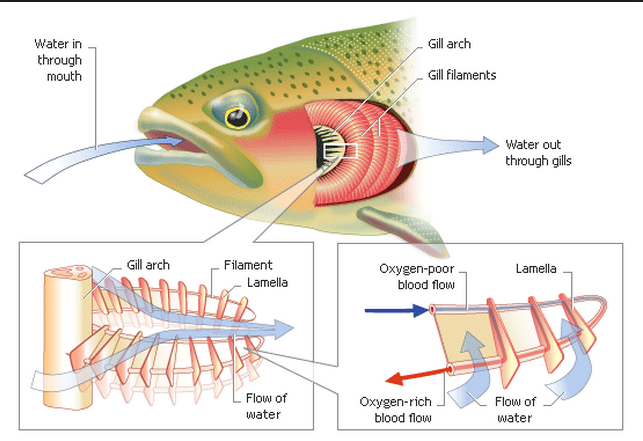 Water in
through
mouth
Gill arch
Gill filaments
Water out
through gills
Gill arch
Filament
Lamella
Flow of
water
Oxygen-poor
blood flow
Lamella
Oxygen-rich
blood flow
Flow of
water